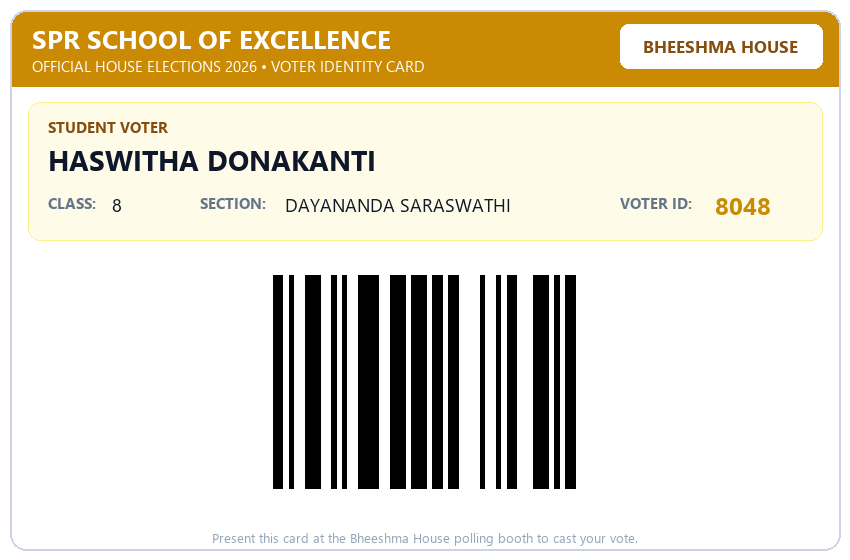 SPR SCHOOL OF EXCELLENCE
OFFICIAL HOUSE ELECTIONS 2026 • VOTER IDENTITY CARD
BHEESHMA HOUSE
STUDENT VOTER
HASWITHA DONAKANTI
CLASS: 8 SECTION: DAYANANDA SARASWATHI VOTER ID: 8048
Present this card at the Bheeshma House polling booth to cast your vote.